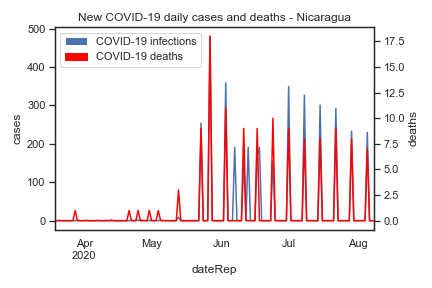 New COVID-19 daily cases and deaths - Nicaragua
COVID-19 infections
COVID-19 deaths
500
400
300
200
100
0
cases
17.5
15.0
12.5
10.0
7.5
5.0
2.5
0.0
deaths
Apr
2020
May
Jun
Jul
Aug
dateRep